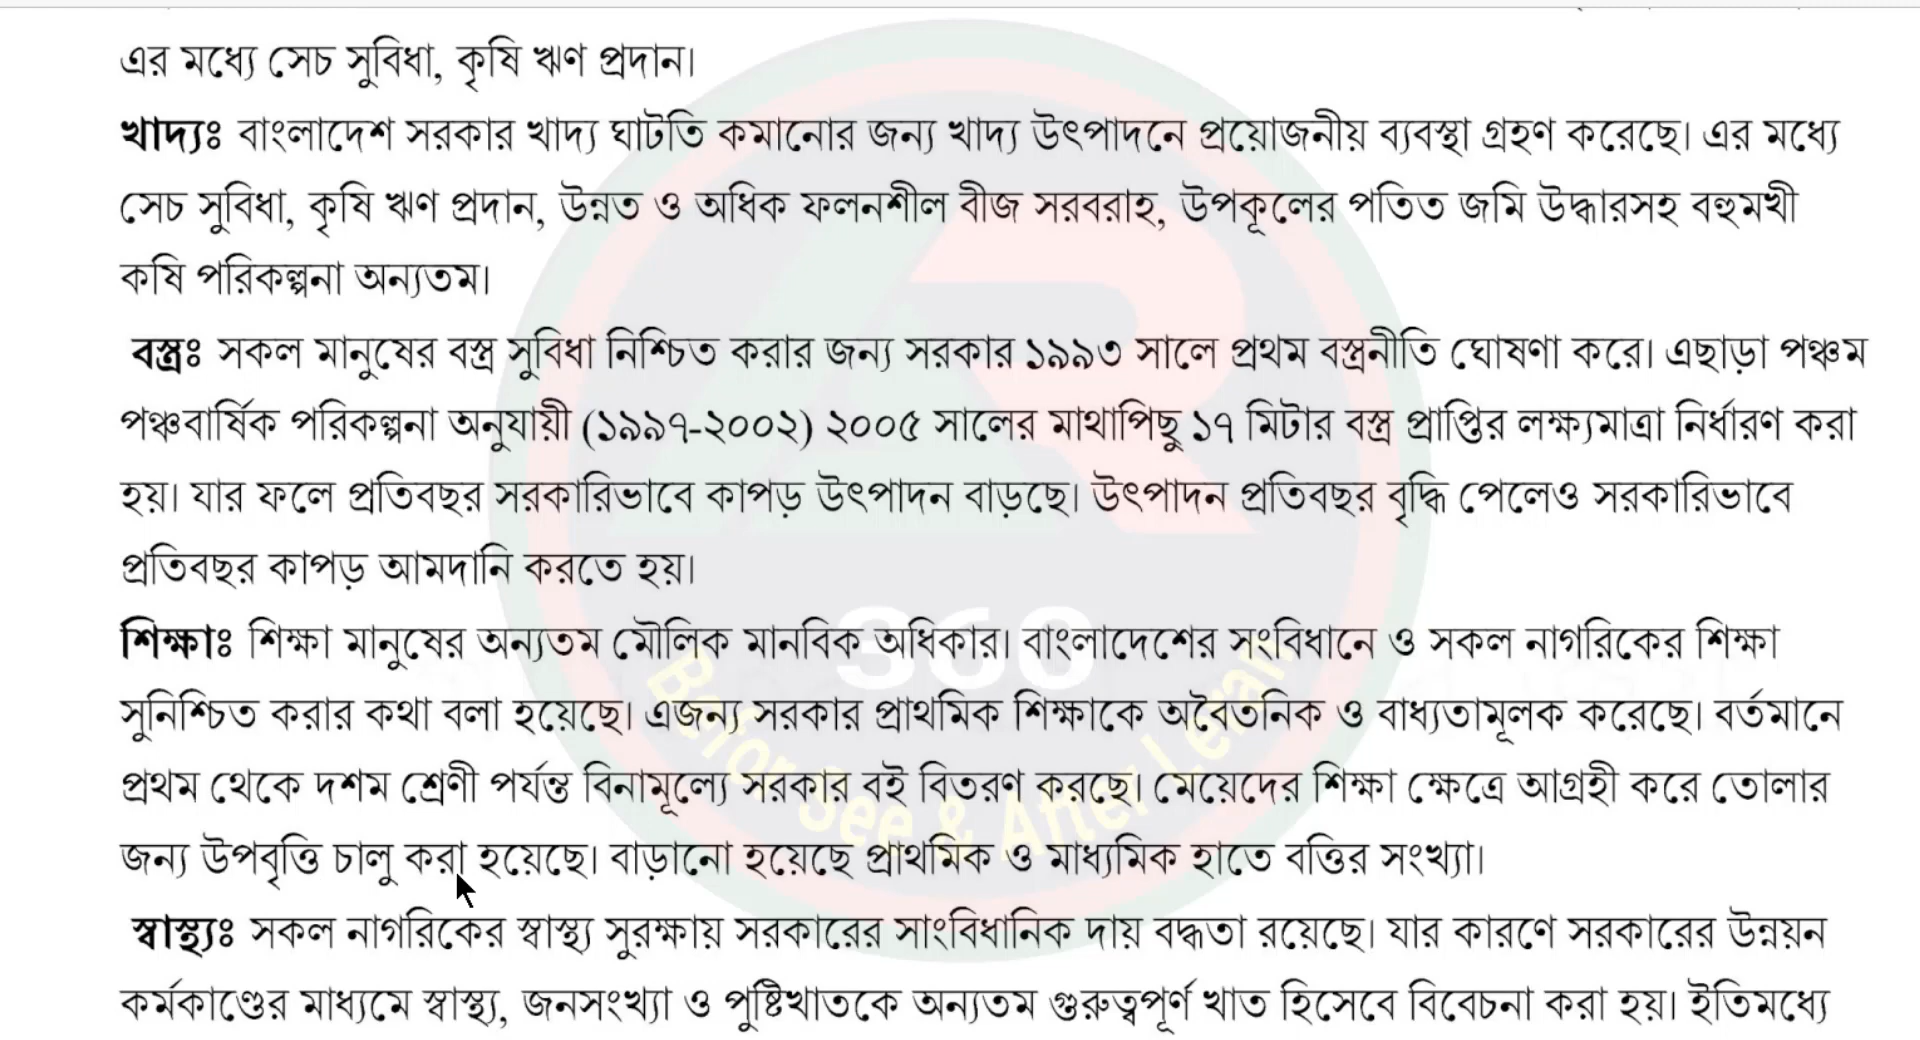 এর মধ্যে সেচ সুবিধা, কৃষি ঋণ প্রদান।
খাদ্যঃ বাংলাদেশ সরকার খাদ্য ঘাটতি কমানোর জন্য খাদ্য উৎপাদনে প্রয়োজনীয় ব্যবস্থা গ্রহণ করেছে। এর মধ্যে
সেচ সুবিধা, কৃষি ঋণ প্রদান, উন্নত ও অধিক ফলনশীল বীজ সরবরাহ, উপকূলের পতিত জমি উদ্ধারসহ বহুমখী
কষি পরিকল্পনা অন্যতম।
বস্ত্রঃ সকল মানুষের বস্ত্র সুবিধা নিশ্চিত করার জন্য সরকার ১৯৯৩ সালে প্রথম বস্ত্রনীতি ঘোষণা করে। এছাড়া পঞ্চম
পঞ্চবার্ষিক পরিকল্পনা অনুযায়ী (১৯৯৭-২০০২) ২০০৫ সালের মাথাপিছু ১৭ মিটার বস্ত্র প্রাপ্তির লক্ষ্যমাত্রা নির্ধারণ করা
হয়। যার ফলে প্রতিবছর সরকারিভাবে কাপড় উৎপাদন বাড়ছে। উৎপাদন প্রতিবছর বৃদ্ধি পেলেও সরকারিভাবে
প্রতিবছর কাপড় আমদানি করতে হয়।
শিক্ষাঃ শিক্ষা মানুষের অন্যতম মৌলিক মানবিক অধিকার। বাংলাদেশের সংবিধানে ও সকল নাগরিকের শিক্ষা
সুনিশ্চিত করার কথা বলা হয়েছে। এজন্য সরকার প্রাথমিক শিক্ষাকে অবৈতনিক ও বাধ্যতামূলক করেছে। বর্তমানে
প্রথম থেকে দশম শ্রেণী পর্যন্ত বিনামূল্যে সরকার বই বিতরণ করছে। মেয়েদের শিক্ষা ক্ষেত্রে আগ্রহী করে তোলার
জন্য উপবৃত্তি চালু করা হয়েছে। বাড়ানো হয়েছে প্রাথমিক ও মাধ্যমিক হাতে বত্তির সংখ্যা।
স্বাস্থ্যঃ সকল নাগরিকের স্বাস্থ্য সুরক্ষায় সরকারের সাংবিধানিক দায় বদ্ধতা রয়েছে। যার কারণে সরকারের উন্নয়ন
কর্মকাণ্ডের মাধ্যমে স্বাস্থ্য, জনসংখ্যা ও পুষ্টিখাতকে অন্যতম গুরুত্বপূর্ণ খাত হিসেবে বিবেচনা করা হয়। ইতিমধ্যে
AR
360
Befor See & After Leran